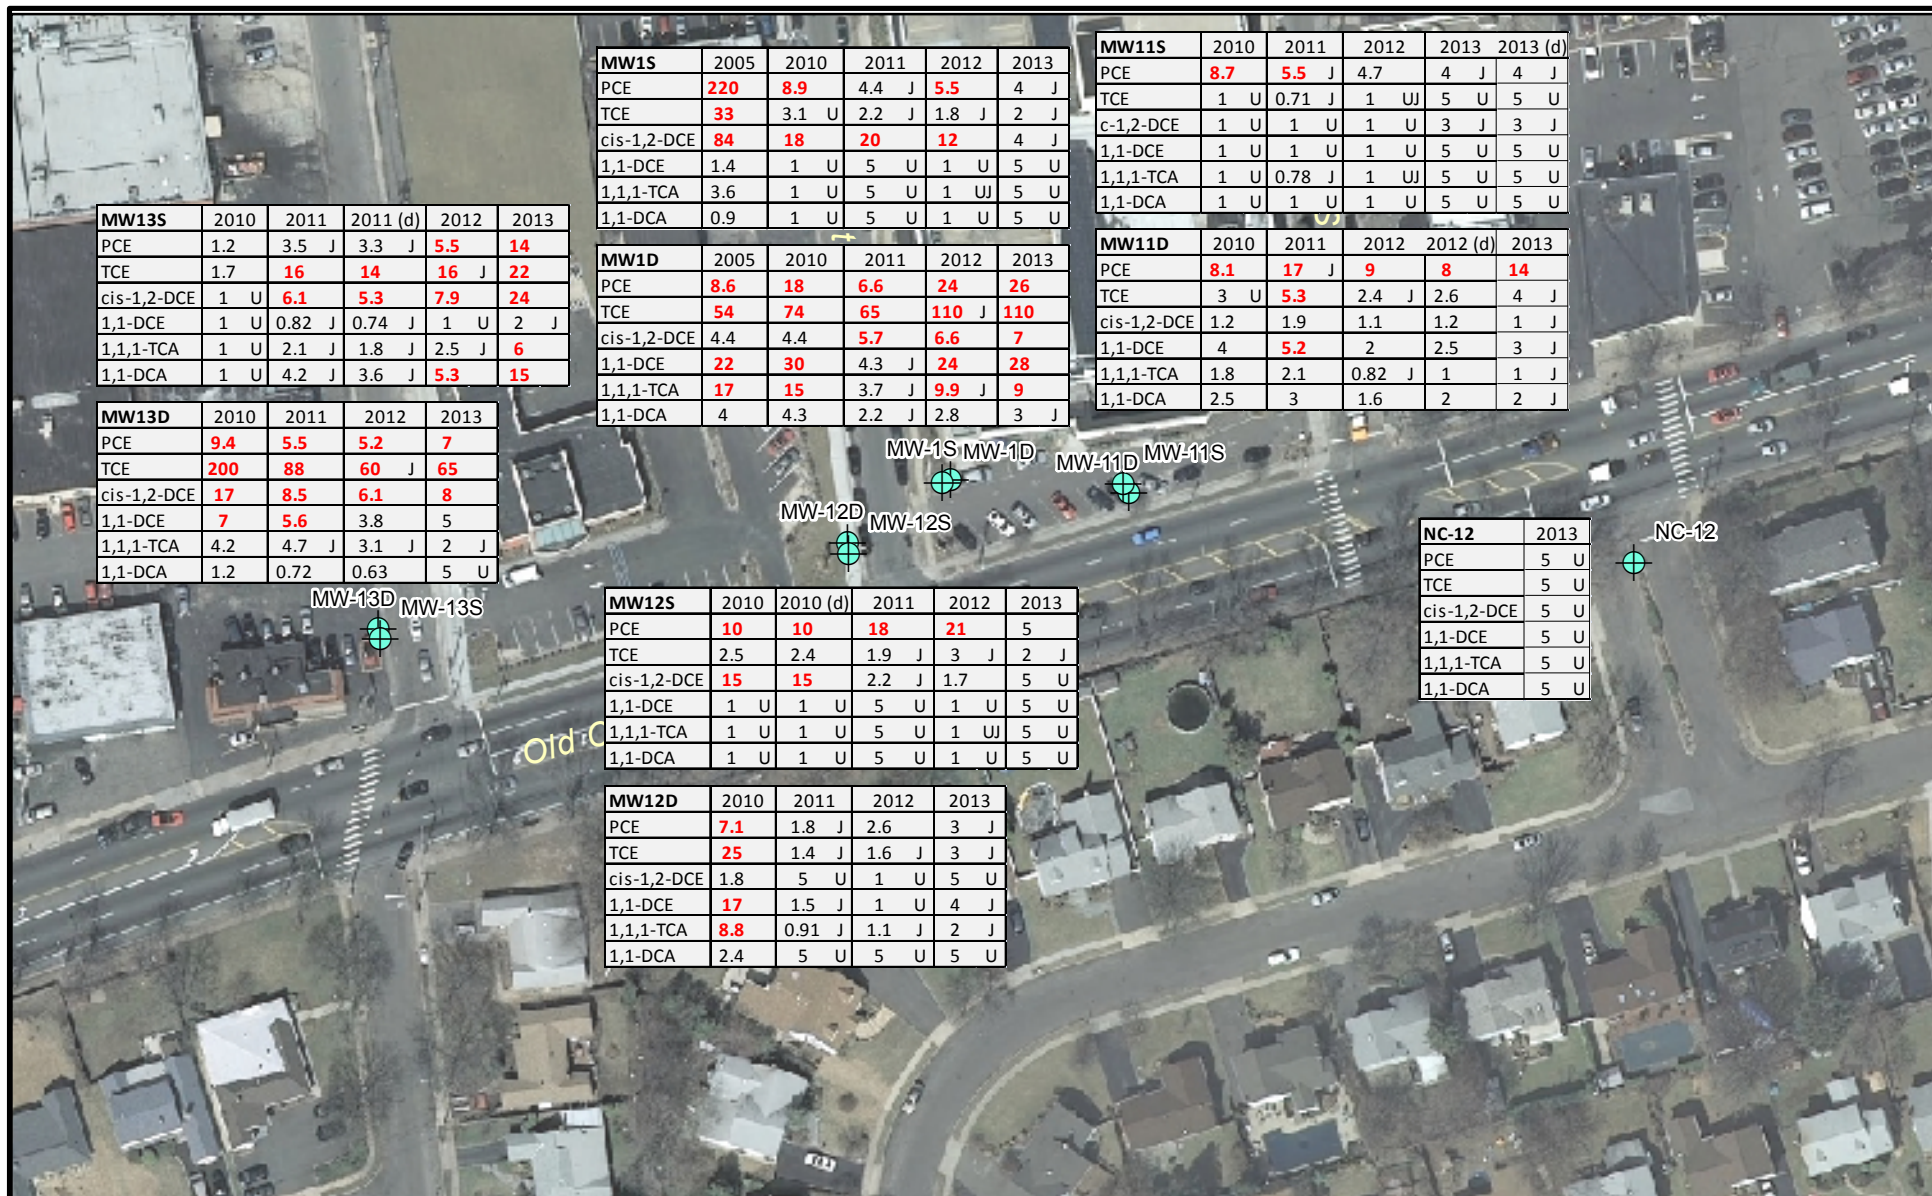 MW1S 2005 2010 2011 2012 2013
PCE 220 8.9 4.4 J 5.5 4 J
TCE 33 3.1 U 2.2 J 1.8 J 2 J
cis-1,2-DCE 84 18 20 12 4 J
1,1-DCE 1.4 1 U 5 U 1 U 5 U
1,1,1-TCA 3.6 1 U 5 U 1 UJ 5 U
1,1-DCA 0.9 1 U 5 U 1 U 5 U
MW11S 2010 2011 2012 2013 2013 (d)
PCE 8.7 5.5 J 4.7 4 J 4 J
TCE 1 U 0.71 J 1 UJ 5 U 5 U
c-1,2-DCE 1 U 1 U 1 U 3 J 3 J
1,1-DCE 1 U 1 U 1 U 5 U 5 U
1,1,1-TCA 1 U 0.78 J 1 UJ 5 U 5 U
1,1-DCA 1 U 1 U 1 U 5 U 5 U
MW13S 2010 2011 2011 (d) 2012 2013
PCE 1.2 3.5 J 3.3 J 5.5 14
TCE 1.7 16 14 16 J 22
cis-1,2-DCE 1 U 6.1 5.3 7.9 24
1,1-DCE 1 U 0.82 J 0.74 J 1 U 2 J
1,1,1-TCA 1 U 2.1 J 1.8 J 2.5 J 6
1,1-DCA 1 U 4.2 J 3.6 J 5.3 15
MW1D 2005 2010 2011 2012 2013
PCE 8.6 18 6.6 24 26
TCE 54 74 65 110 J 110
cis-1,2-DCE 4.4 4.4 5.7 6.6 7
1,1-DCE 22 30 4.3 J 24 28
1,1,1-TCA 17 15 3.7 J 9.9 J 9
1,1-DCA 4 4.3 2.2 J 2.8 3 J
MW11D 2010 2011 2012 2012 (d) 2013
PCE 8.1 17 J 9 8 14
TCE 3 U 5.3 2.4 J 2.6 4 J
cis-1,2-DCE 1.2 1.9 1.1 1.2 1 J
1,1-DCE 4 5.2 2 2.5 3 J
1,1,1-TCA 1.8 2.1 0.82 J 1 1 J
1,1-DCA 2.5 3 1.6 2 2 J
MW13D 2010 2011 2012 2013
PCE 9.4 5.5 5.2 7
TCE 200 88 60 J 65
cis-1,2-DCE 17 8.5 6.1 8
1,1-DCE 7 5.6 3.8 5
1,1,1-TCA 4.2 4.7 J 3.1 J 2 J
1,1-DCA 1.2 0.72 0.63 5 U
MW-1S MW-1D
MW-11D MW-11S
MW-12D MW-12S
NC-12
MW-13D MW-13S
NC-12 2013
PCE 5 U
TCE 5 U
cis-1,2-DCE 5 U
1,1-DCE 5 U
1,1,1-TCA 5 U
1,1-DCA 5 U
MW12S 2010 2010 (d) 2011 2012 2013
PCE 10 10 18 21 5
TCE 2.5 2.4 1.9 J 3 J 2 J
cis-1,2-DCE 15 15 2.2 J 1.7 5 U
1,1-DCE 1 U 1 U 5 U 1 U 5 U
1,1,1-TCA 1 U 1 U 5 U 1 UJ 5 U
1,1-DCA 1 U 1 U 5 U 1 U 5 U
Old
MW12D 2010 2011 2012 2013
PCE 7.1 1.8 J 2.6 3 J
TCE 25 1.4 J 1.6 J 3 J
cis-1,2-DCE 1.8 5 U 1 U 5 U
1,1-DCE 17 1.5 J 1 U 4 J
1,1,1-TCA 8.8 0.91 J 1.1 J 2 J
1,1-DCA 2.4 5 U 5 U 5 U